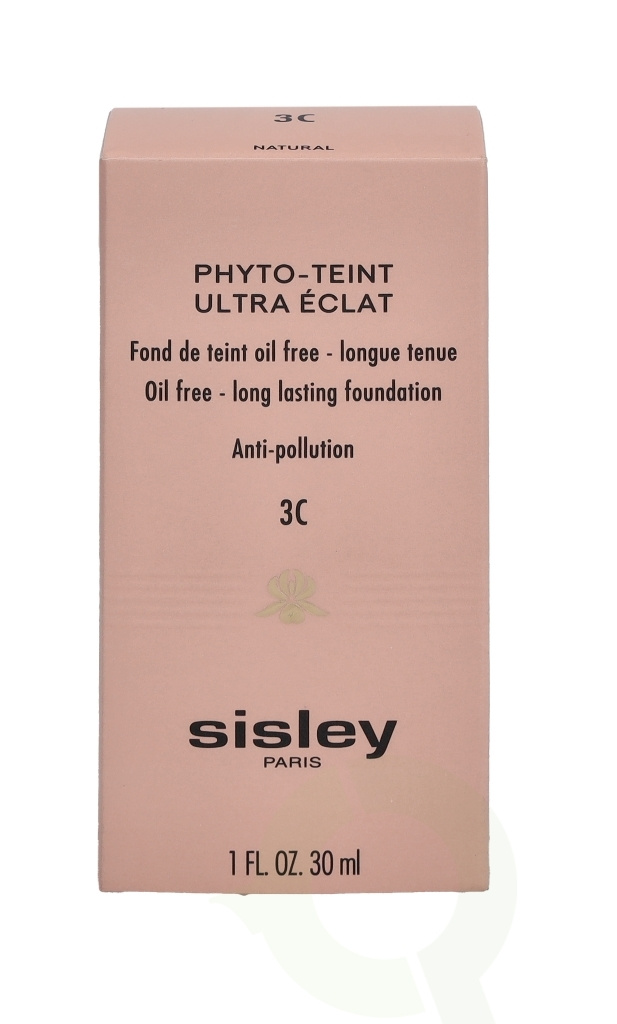 3C
NATURAL
PHYTO-TEINT
ULTRA ÉCLAT
Fond de teint oil free - longue tenue
Oil free - long lasting foundation
Anti-pollution
3C
sisley
PARIS
1 FL. OZ. 30 ml